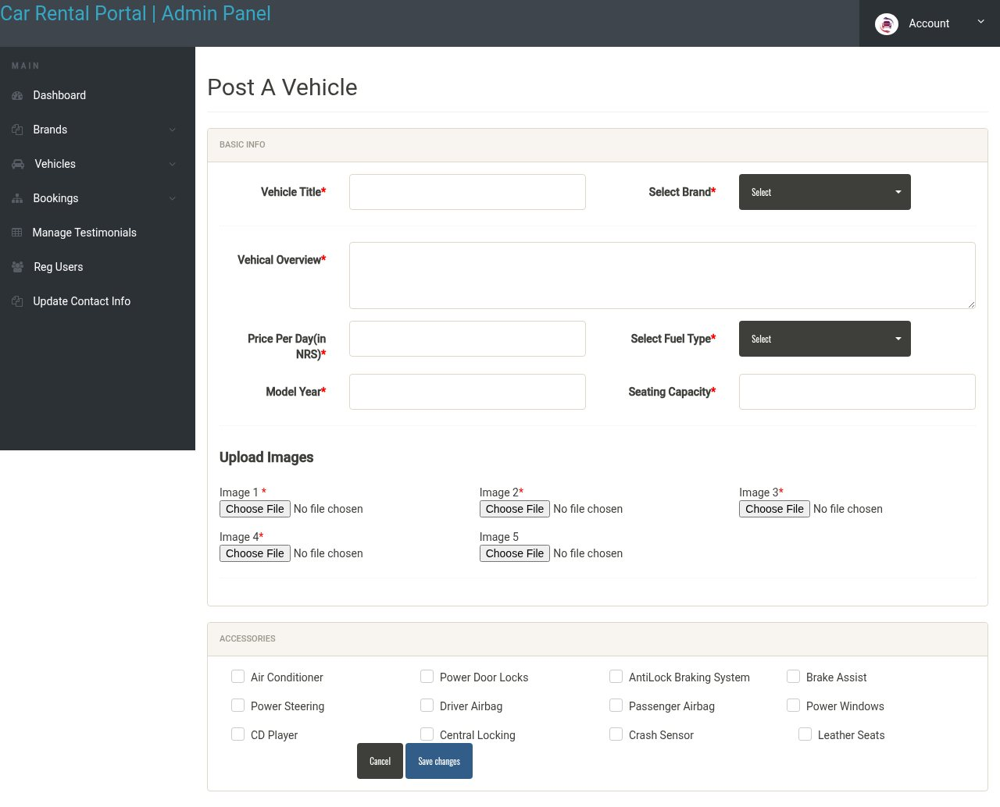 Car Rental Portal | Admin Panel
Account
MAIN
Dashboard
Brands
Vehicles
Bookings
Manage Testimonials
Reg Users
Update Contact Info
Post A Vehicle
BASIC INFO
Vehicle Title*
Select Brand*
Select
Vehical Overview*
Price Per Day(in
NRS)*
Select Fuel Type*
Select
Model Year*
Seating Capacity*
Upload Images
Image 1 *
Choose File No file chosen
Image 2*
Choose File No file chosen
Image 3*
Choose File No file chosen
Image 4*
Choose File No file chosen
Image 5
Choose File No file chosen
ACCESSORIES
Air Conditioner
Power Door Locks
AntiLock Braking System
Brake Assist
Power Steering
Driver Airbag
Passenger Airbag
Power Windows
CD Player
Central Locking
Crash Sensor
Leather Seats
Cancel
Save changes